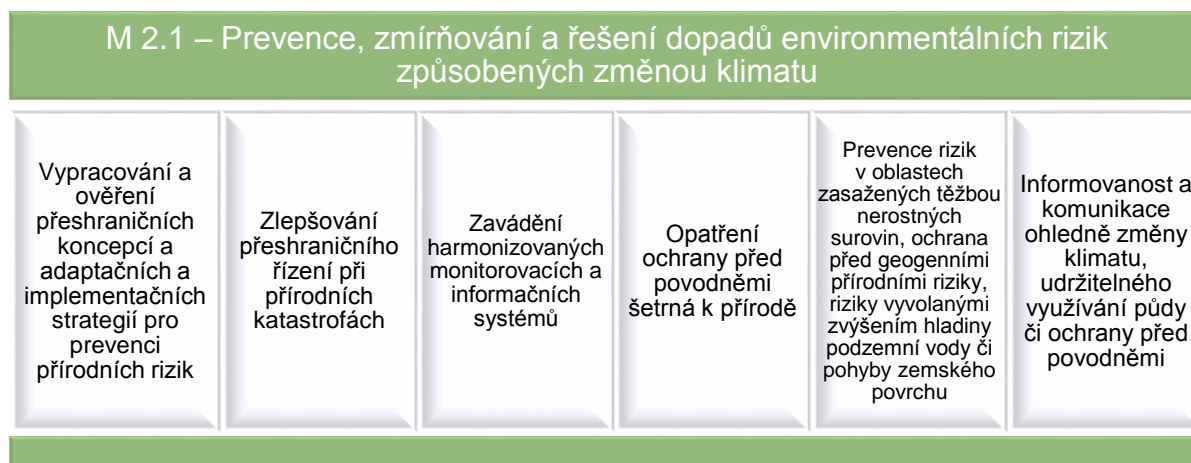 M 2.1 – Prevence, zmírňování a řešení dopadů environmentálních rizik
způsobených změnou klimatu
Vypracování a
ověření
přeshraničních
koncepcí a
adaptačních a
implementačních
strategií pro
prevenci
přírodních rizik
Zlepšování
přeshraničního
řízení při
přírodních
katastrofách
Zavádění
harmonizovaných
monitorovacích a
informačních
systémů
Opatření
ochrany před
povodněmi
šetrná k přírodě
Prevence rizik
v oblastech
zasažených těžbou
nerostných
surovin, ochrana
před geogenními
přírodními riziky,
riziky vyvolanými
zvýšením hladiny
podzemní vody či
pohyby zemského
povrchu
Informovanost a
komunikace
ohledně změny
klimatu,
udržitelného
využívání půdy
či ochrany před
povodněmi